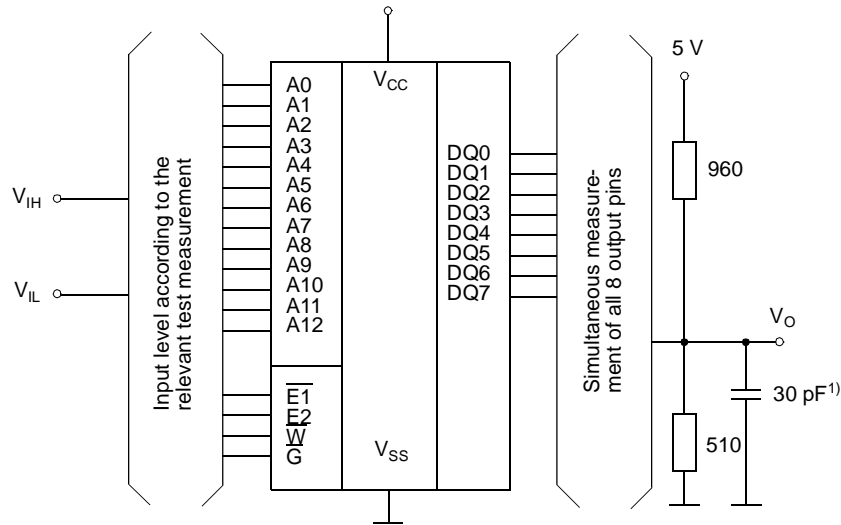 5 V
V_CC
A0
A1
A2
A3
A4
A5
A6
A7
A8
A9
A10
A11
A12
E1
E2
W
G
DQ0
DQ1
DQ2
DQ3
DQ4
DQ5
DQ6
DQ7
V_SS
V_IH
V_IL
Input level according to the
relevant test measurement
Simultaneous measure-
ment of all 8 output pins
960
V_O
30 pF1)
510